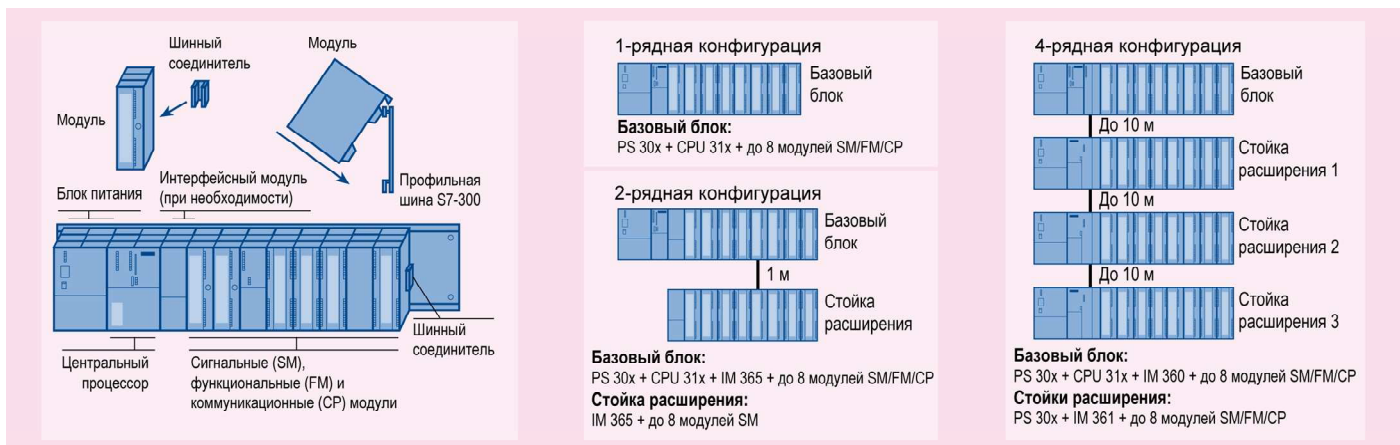 Шинный
соединитель
Модуль
Модуль
Профильная
шина S7-300
Блок питания
Интерфейсный модуль
(при необходимости)
Шинный
соединитель
Центральный
процессор
Сигнальные (SM),
функциональные (FM) и
коммуникационные (CP) модули
1-рядная конфигурация
Базовый
блок
Базовый блок:
PS 30x + CPU 31x + до 8 модулей SM/FM/CP
2-рядная конфигурация
Базовый
блок
1 м
Стойка
расширения
Базовый блок:
PS 30x + CPU 31x + IM 365 + до 8 модулей SM/FM/CP
Стойка расширения:
IM 365 + до 8 модулей SM
4-рядная конфигурация
Базовый
блок
До 10 м
Стойка
расширения 1
До 10 м
Стойка
расширения 2
До 10 м
Стойка
расширения 3
Базовый блок:
PS 30x + CPU 31x + IM 360 + до 8 модулей SM/FM/CP
Стойки расширения:
PS 30x + IM 361 + до 8 модулей SM/FM/CP